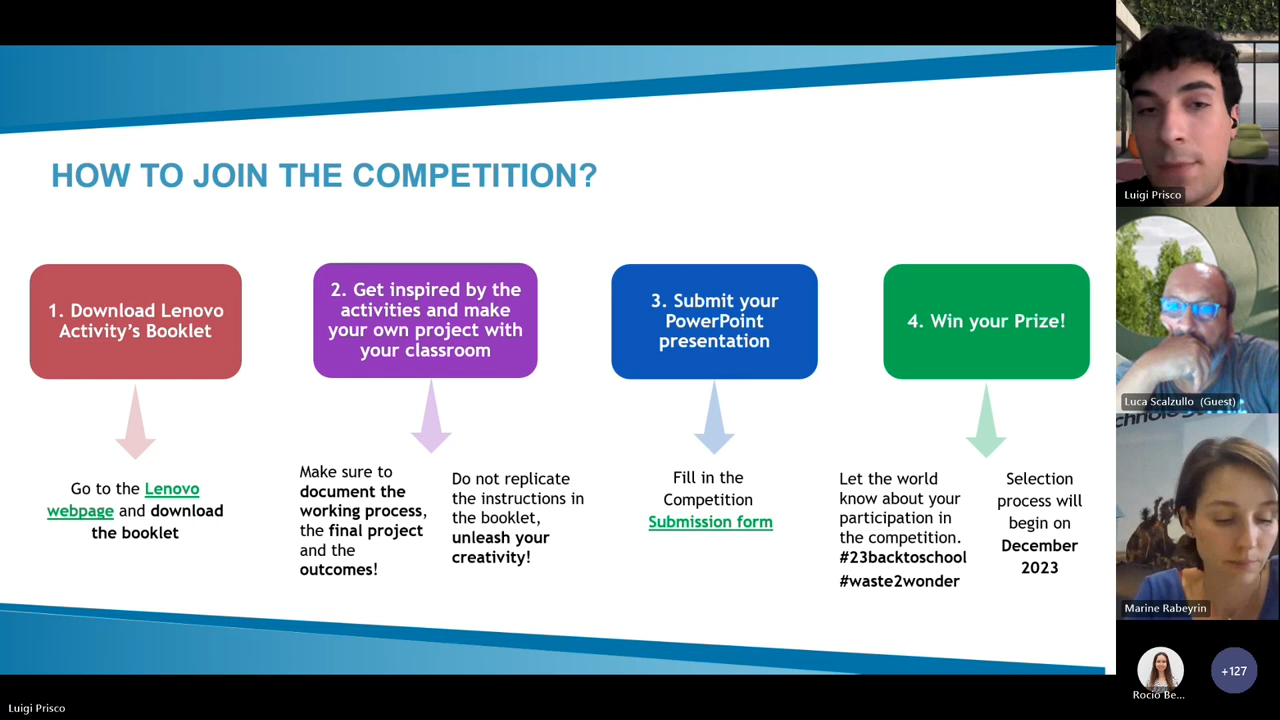 HOW TO JOIN THE COMPETITION?
1. Download Lenovo
Activity's Booklet
2. Get inspired by the
activities and make
your own project with
your classroom
3. Submit your
PowerPoint
presentation
4. Win your Prize!
Go to the Lenovo
webpage and download
the booklet
Make sure to
document the
working process,
the final project
and the
outcomes!
Do not replicate
the instructions in
the booklet,
unleash your
creativity!
Fill in the
Competition
Submission form
Let the world
know about your
participation in
the competition.
#23backtoschool
#waste2wonder
Selection
process will
begin on
December
2023
Luigi Prisco
Luca Scalzullo (Guest)
Marine Rabeyrin
Rocio Be...
+127
Luigi Prisco